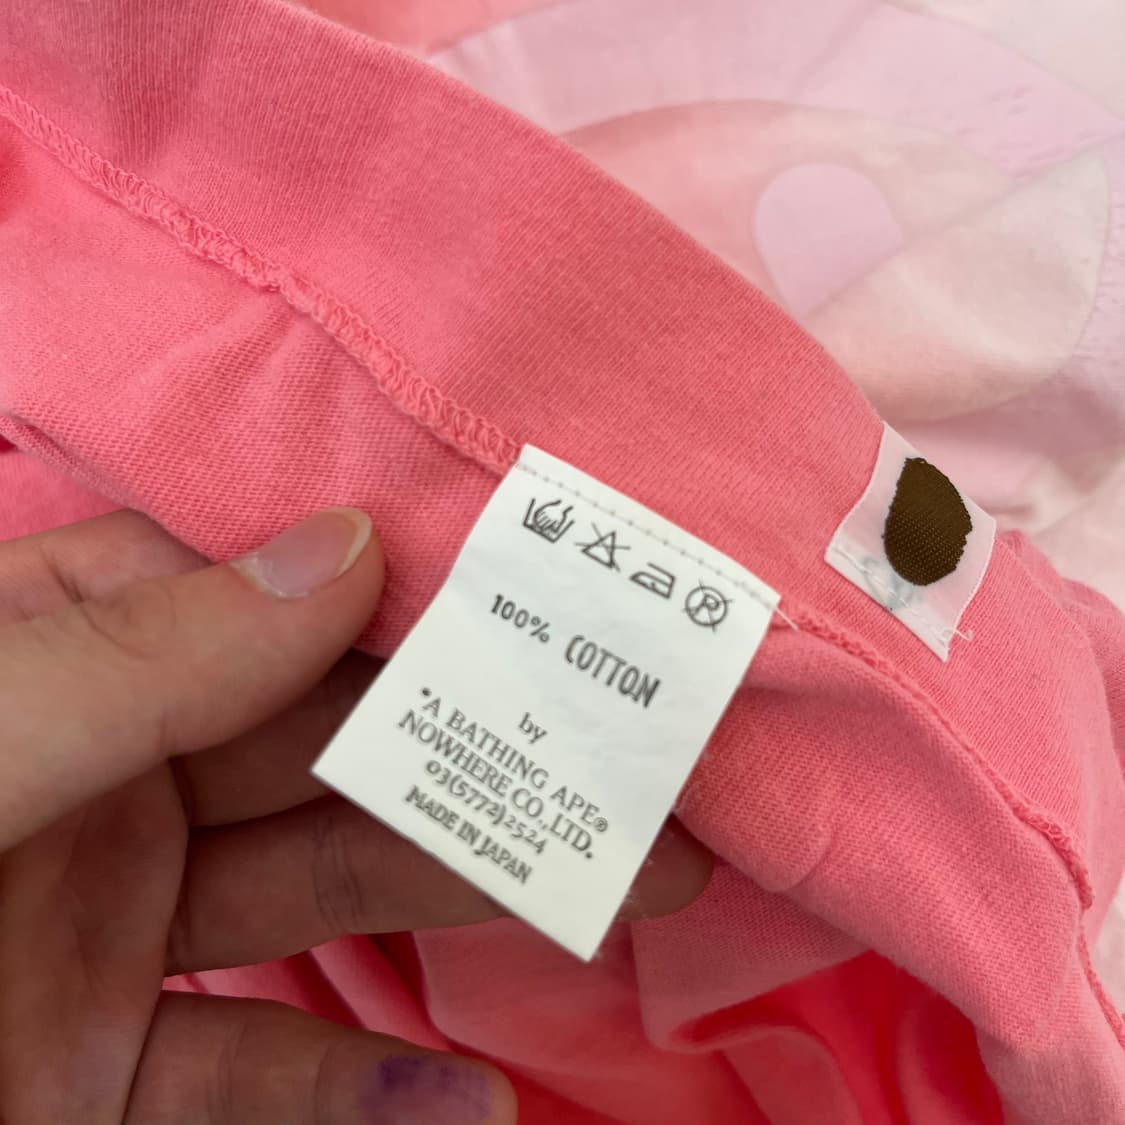 100% COTTON
by
"A BATHING APE®
NOWHERE CO.,LTD.
03(5772)2524
MADE IN JAPAN